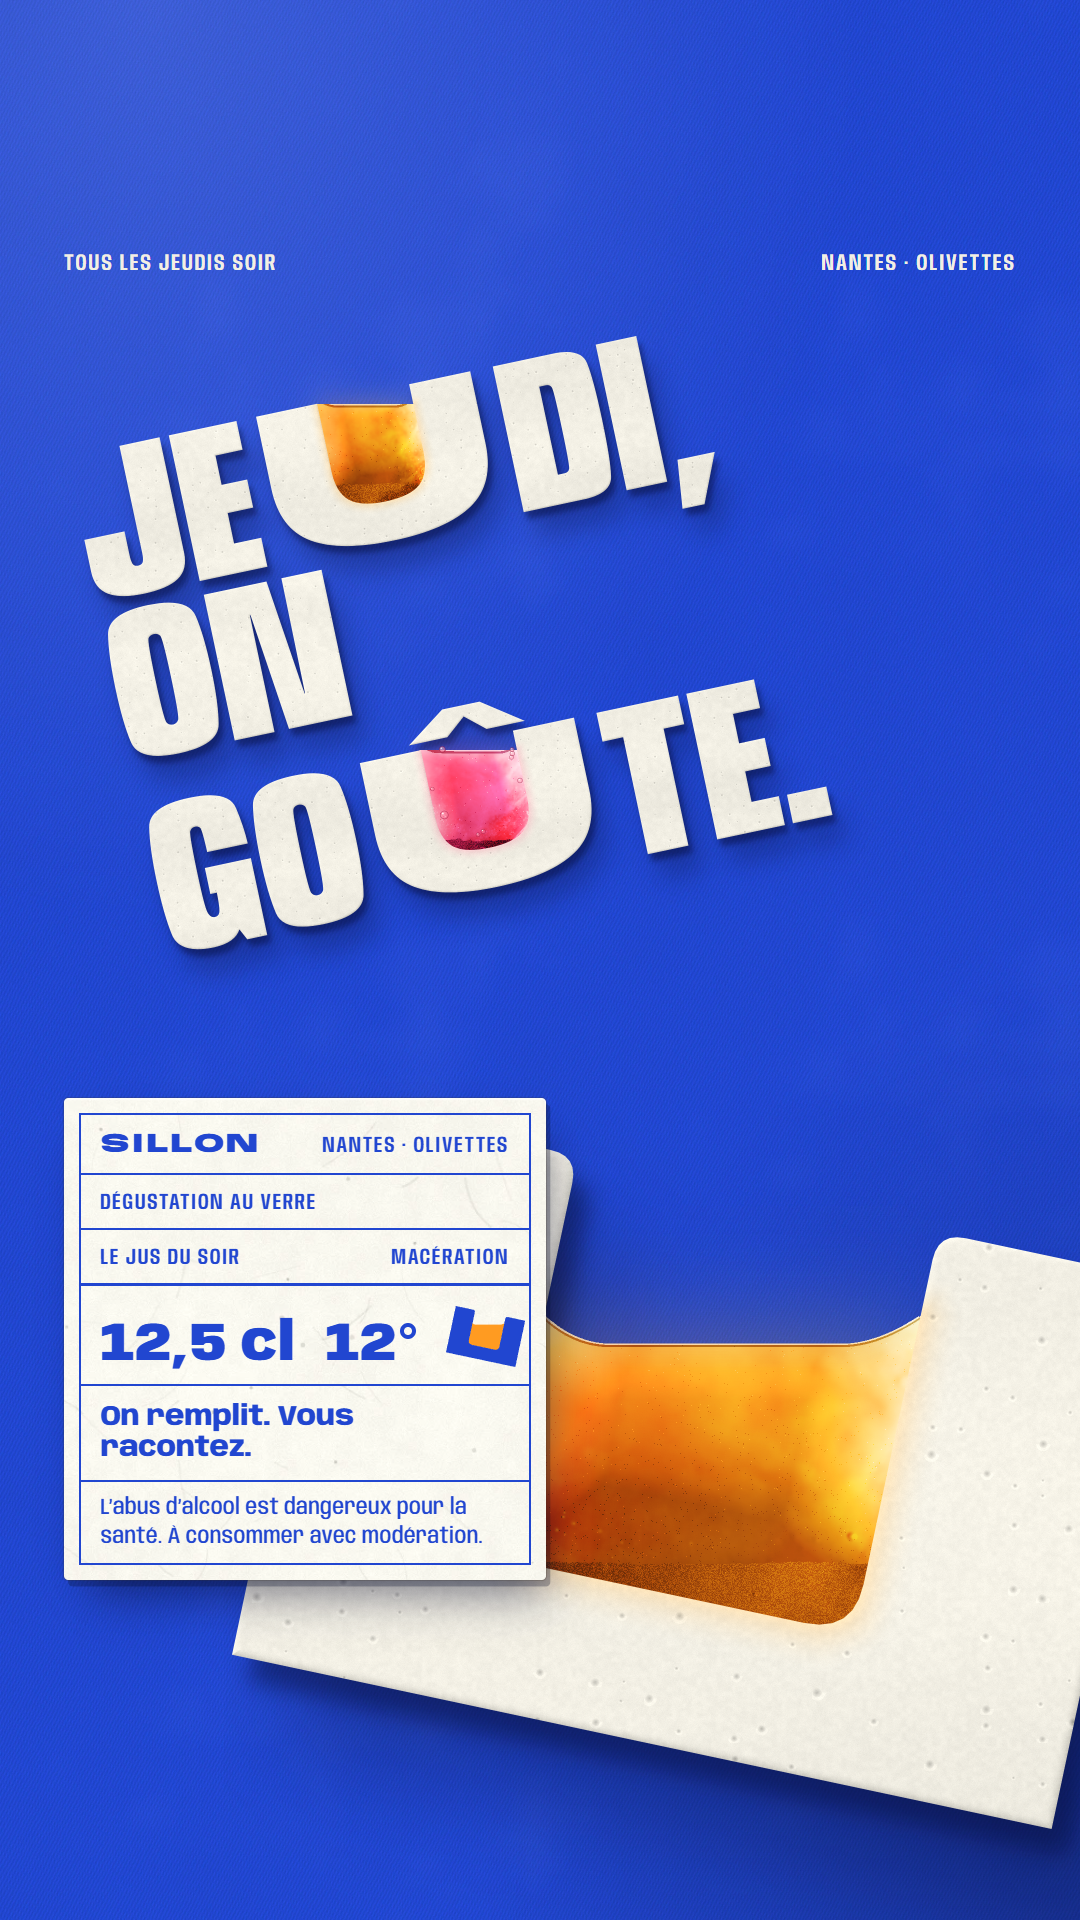 TOUS LES JEUDIS SOIR
NANTES · OLIVETTES
JEUDI,
ON
GOÛTE.
SILLON
NANTES · OLIVETTES
DÉGUSTATION AU VERRE
LE JUS DU SOIR
MACÉRATION
12,5 cl 12°
On remplit. Vous
racontez.
L'abus d'alcool est dangereux pour la
santé. À consommer avec modération.